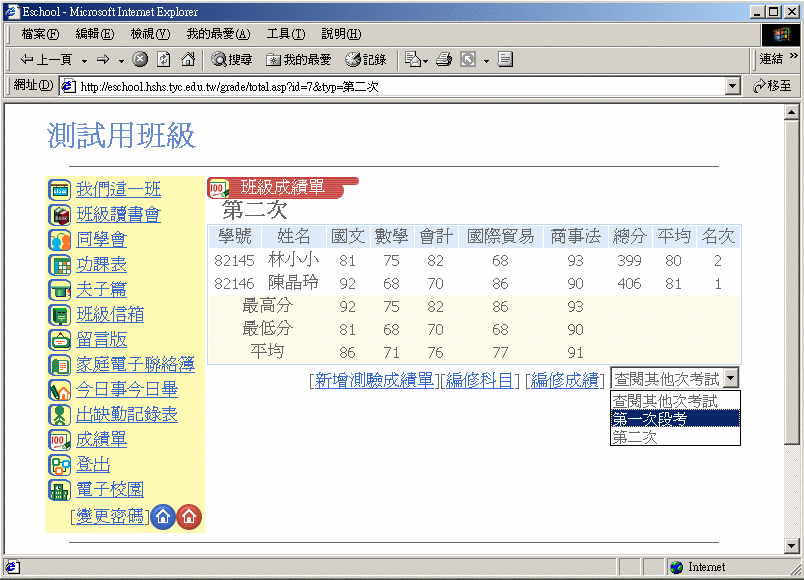 Eschool - Microsoft Internet Explorer
檔案(F) 編輯(E) 檢視(V) 我的最愛(A) 工具(T) 說明(H)
上一頁 搜尋 我的最愛 記錄 連結 »
網址(D) http://eschool.hshs.tyc.edu.tw/grade/total.asp?id=7&typ=第二次 移至
測試用班級
我們這一班
班級讀書會
同學會
功課表
夫子篇
班級信箱
留言版
家庭電子聯絡簿
今日事今日畢
出缺勤記錄表
成績單
登出
電子校園
[變更密碼]
100 班級成績單
第二次
學號 姓名 國文 數學 會計 國際貿易 商事法 總分 平均 名次
82145 林小小 81 75 82 68 93 399 80 2
82146 陳晶玲 92 68 70 86 90 406 81 1
最高分 92 75 82 86 93
最低分 81 68 70 68 90
平均 86 71 76 77 91
[新增測驗成績單][編修科目] [編修成績] 查閱其他次考試
查閱其他次考試
第一次段考
第二次
Internet